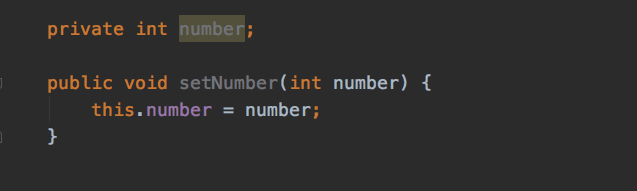 private int number;
public void setNumber(int number) {
this.number = number;
}